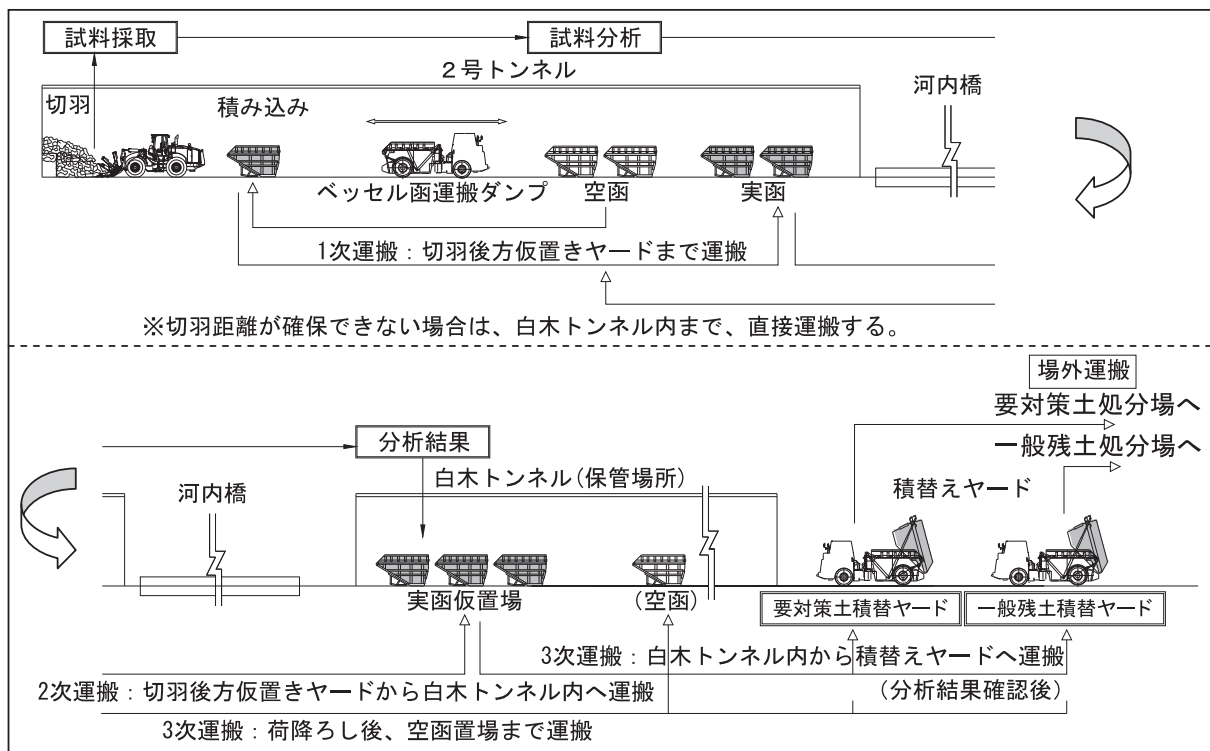 試料採取
試料分析
２号トンネル
河内橋
切羽
積み込み
ベッセル函運搬ダンプ
空函
実函
1次運搬：切羽後方仮置きヤードまで運搬
※切羽距離が確保できない場合は、白木トンネル内まで、直接運搬する。
場外運搬
要対策土処分場へ
一般残土処分場へ
分析結果
白木トンネル(保管場所)
積替えヤード
河内橋
実函仮置場
(空函)
要対策土積替ヤード
一般残土積替ヤード
3次運搬：白木トンネル内から積替えヤードへ運搬
2次運搬：切羽後方仮置きヤードから白木トンネル内へ運搬
(分析結果確認後)
3次運搬：荷降ろし後、空函置場まで運搬